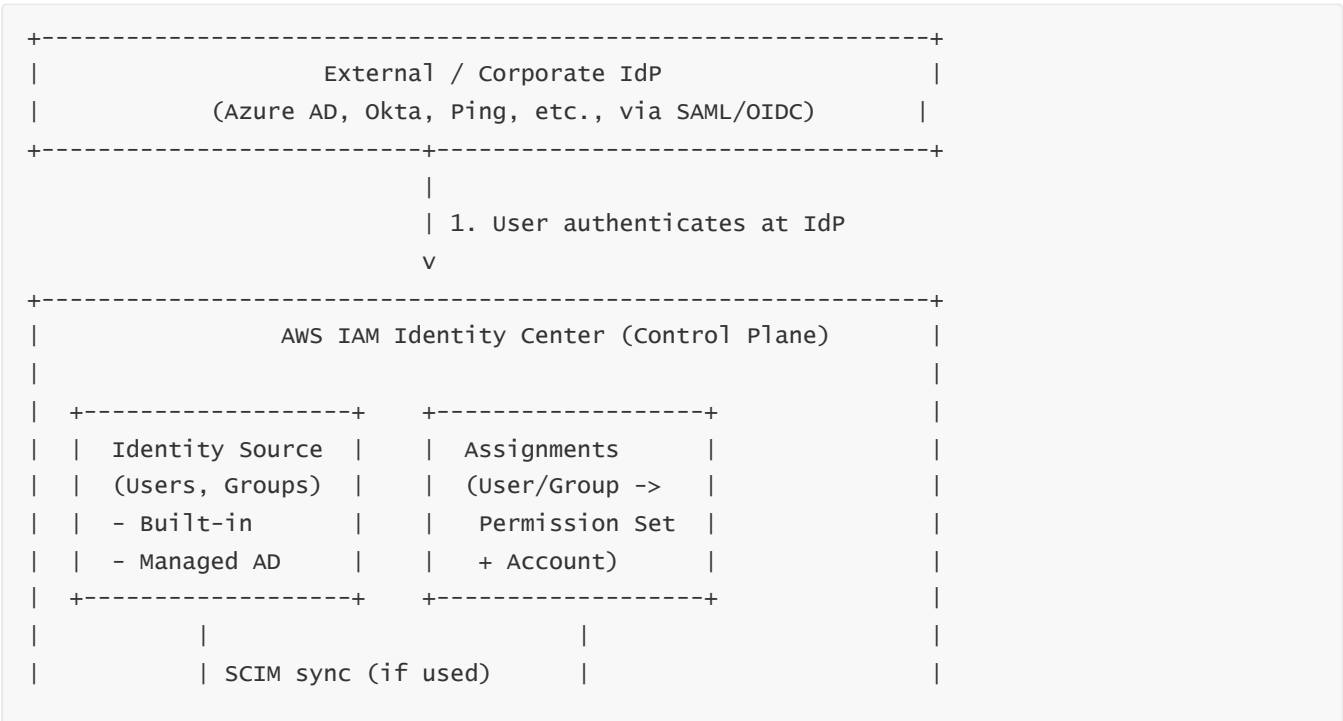 +---------------------------------------------------------------+
|                    External / Corporate IdP                   |
|            (Azure AD, Okta, Ping, etc., via SAML/OIDC)       |
+---------------------------+-----------------------------------+
                            |
                            | 1. User authenticates at IdP
                            v
+---------------------------------------------------------------+
|                 AWS IAM Identity Center (Control Plane)       |
|                                                               |
|  +-------------------+    +-------------------+               |
|  |  Identity Source  |    |  Assignments      |               |
|  |  (Users, Groups)  |    |  (User/Group ->   |               |
|  |  - Built-in       |    |   Permission Set  |               |
|  |  - Managed AD     |    |   + Account)      |               |
|  +-------------------+    +-------------------+               |
|           |                          |                        |
|           | SCIM sync (if used)      |                        |